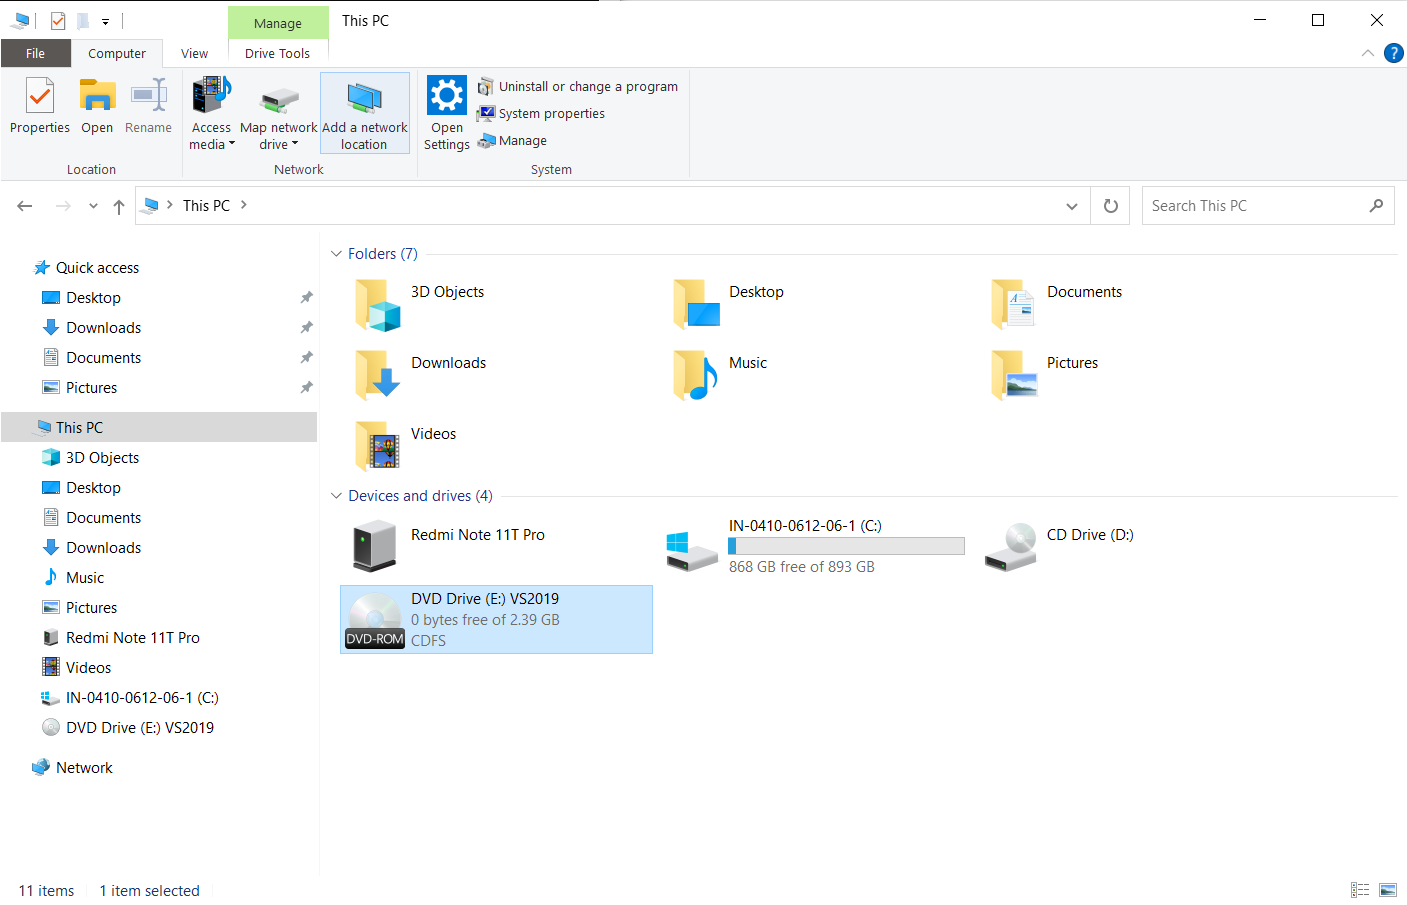 Manage
This PC
File
Computer
View
Drive Tools
?
Properties
Open
Rename
Location
Access
media
Map network
drive
Add a network
location
Network
Open
Settings
Uninstall or change a program
System properties
Manage
System
This PC
Search This PC
Quick access
Desktop
Downloads
Documents
Pictures
This PC
3D Objects
Desktop
Documents
Downloads
Music
Pictures
Redmi Note 11T Pro
Videos
IN-0410-0612-06-1 (C:)
DVD Drive (E:) VS2019
Network
Folders (7)
3D Objects
Desktop
Documents
Downloads
Music
Pictures
Videos
Devices and drives (4)
Redmi Note 11T Pro
IN-0410-0612-06-1 (C:)
868 GB free of 893 GB
CD Drive (D:)
DVD-ROM
DVD Drive (E:) VS2019
0 bytes free of 2.39 GB
CDFS
11 items
1 item selected